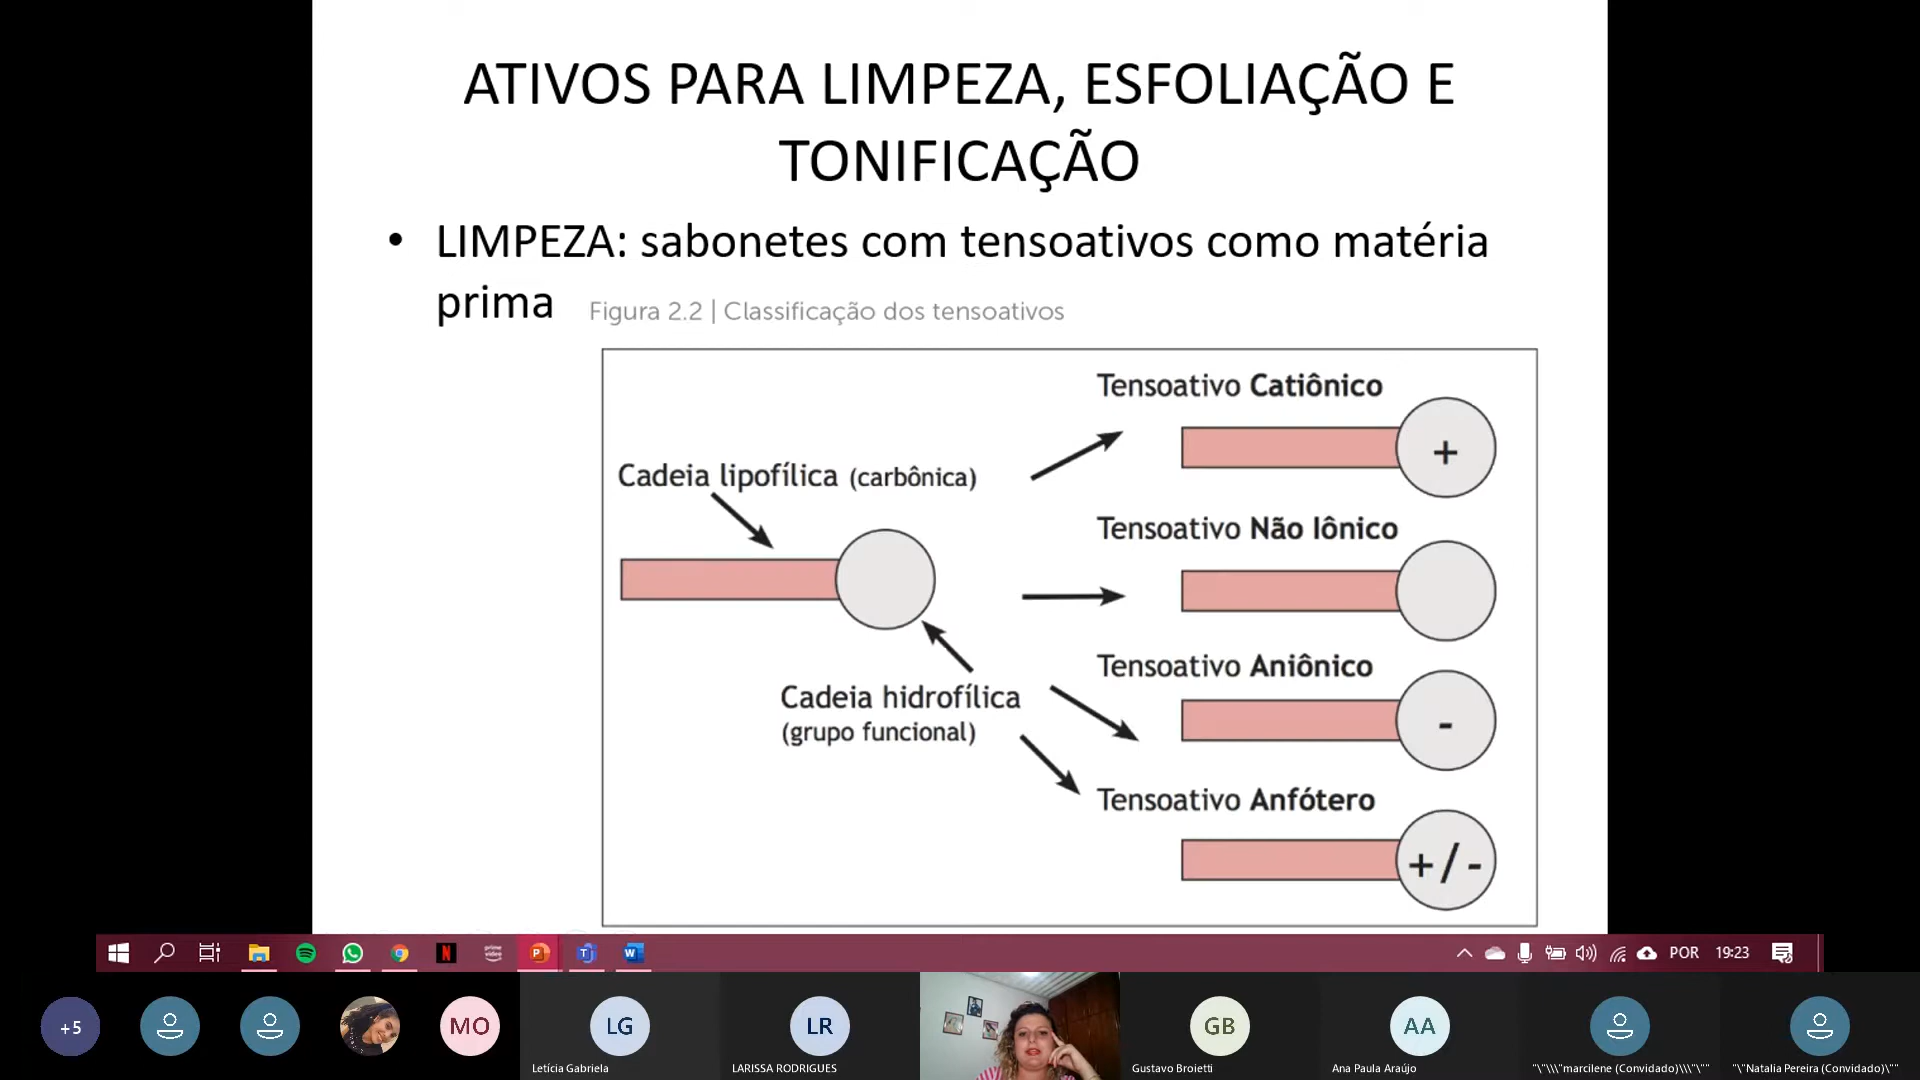 ATIVOS PARA LIMPEZA, ESFOLIAÇÃO E
TONIFICAÇÃO
• LIMPEZA: sabonetes com tensoativos como matéria
prima
Figura 2.2 | Classificação dos tensoativos
Tensoativo Catiônico
+
Cadeia lipofílica (carbônica)
Tensoativo Não Iônico
Tensoativo Aniônico
-
Cadeia hidrofílica
(grupo funcional)
Tensoativo Anfótero
+/-
POR
19:23
+5
MO
LG
LR
GB
AA
Letícia Gabriela
LARISSA RODRIGUES
Gustavo Broietti
Ana Paula Araújo
"\"\\\"marcilene (Convidado)\\\"\""
"\"Natalia Pereira (Convidado)\""